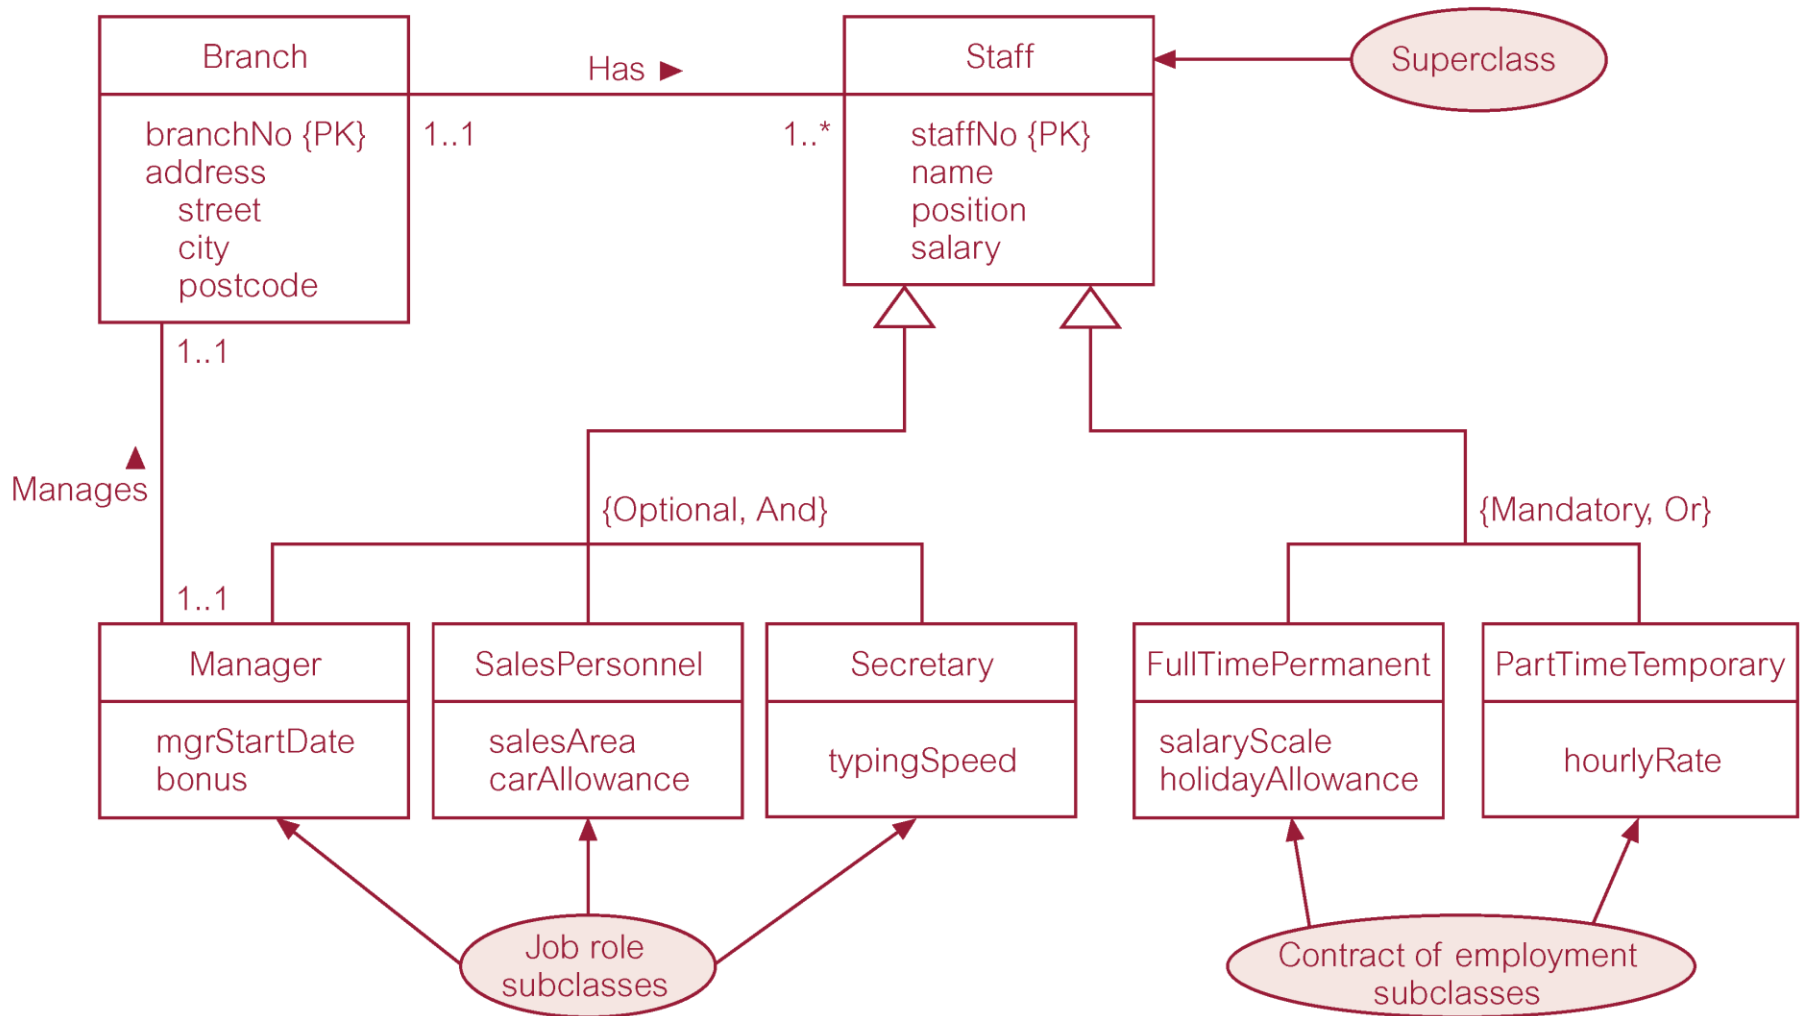 Branch
Has ►
Staff
Superclass
branchNo {PK}
address
street
city
postcode
1..1
1..*
staffNo {PK}
name
position
salary
1..1
▲
Manages
{Optional, And}
{Mandatory, Or}
1..1
Manager
mgrStartDate
bonus
SalesPersonnel
salesArea
carAllowance
Secretary
typingSpeed
FullTimePermanent
salaryScale
holidayAllowance
PartTimeTemporary
hourlyRate
Job role
subclasses
Contract of employment
subclasses